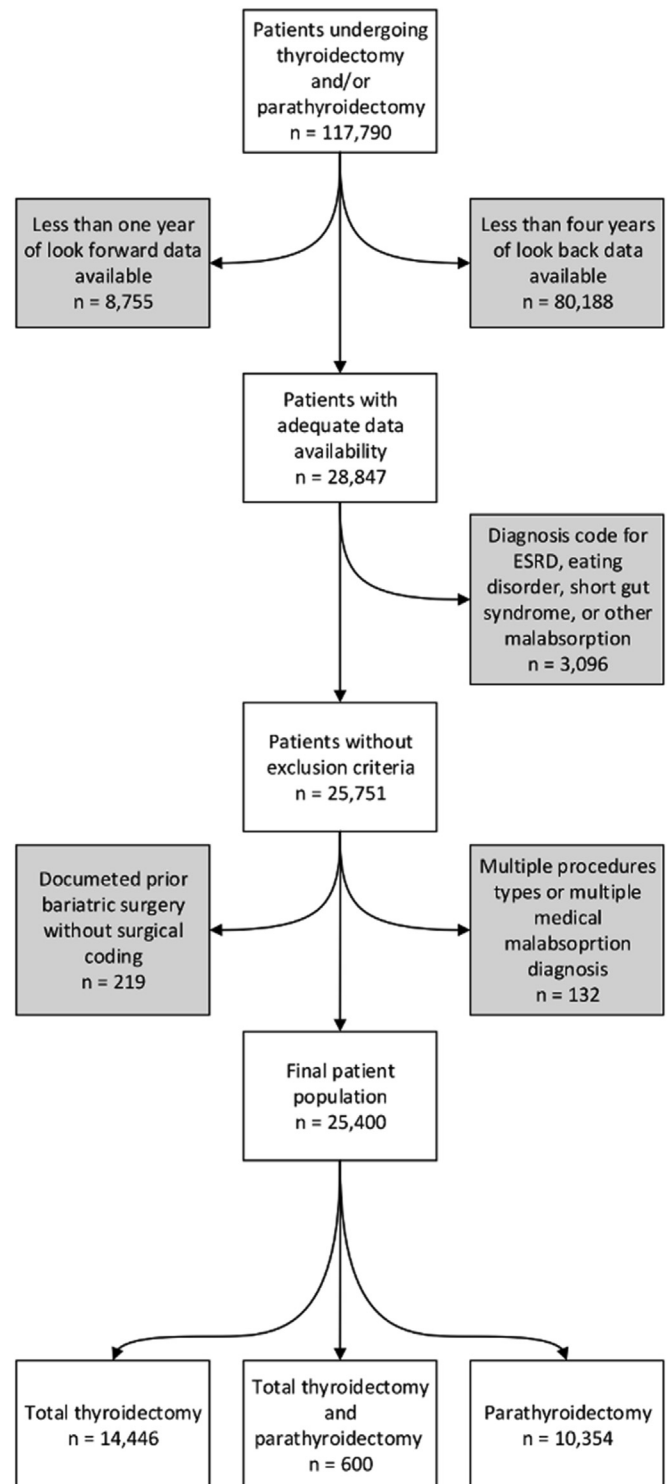 Patients undergoing
thyroidectomy
and/or
parathyroidectomy
n = 117,790
Less than one year
of look forward data
available
n = 8,755
Less than four years
of look back data
available
n = 80,188
Patients with
adequate data
availability
n = 28,847
Diagnosis code for
ESRD, eating
disorder, short gut
syndrome, or other
malabsorption
n = 3,096
Patients without
exclusion criteria
n = 25,751
Documeted prior
bariatric surgery
without surgical
coding
n = 219
Multiple procedures
types or multiple
medical
malabsoprtion
diagnosis
n = 132
Final patient
population
n = 25,400
Total thyroidectomy
n = 14,446
Total thyroidectomy
and
parathyroidectomy
n = 600
Parathyroidectomy
n = 10,354